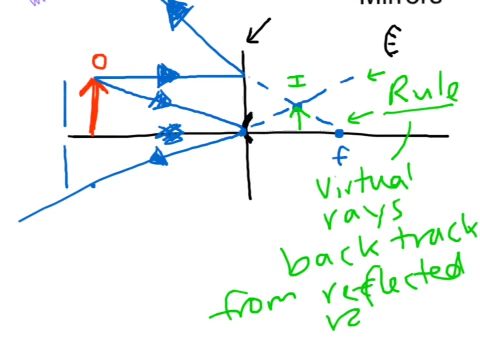 Mirrors
O
I
Rule
f
virtual
rays
back track
from reflected